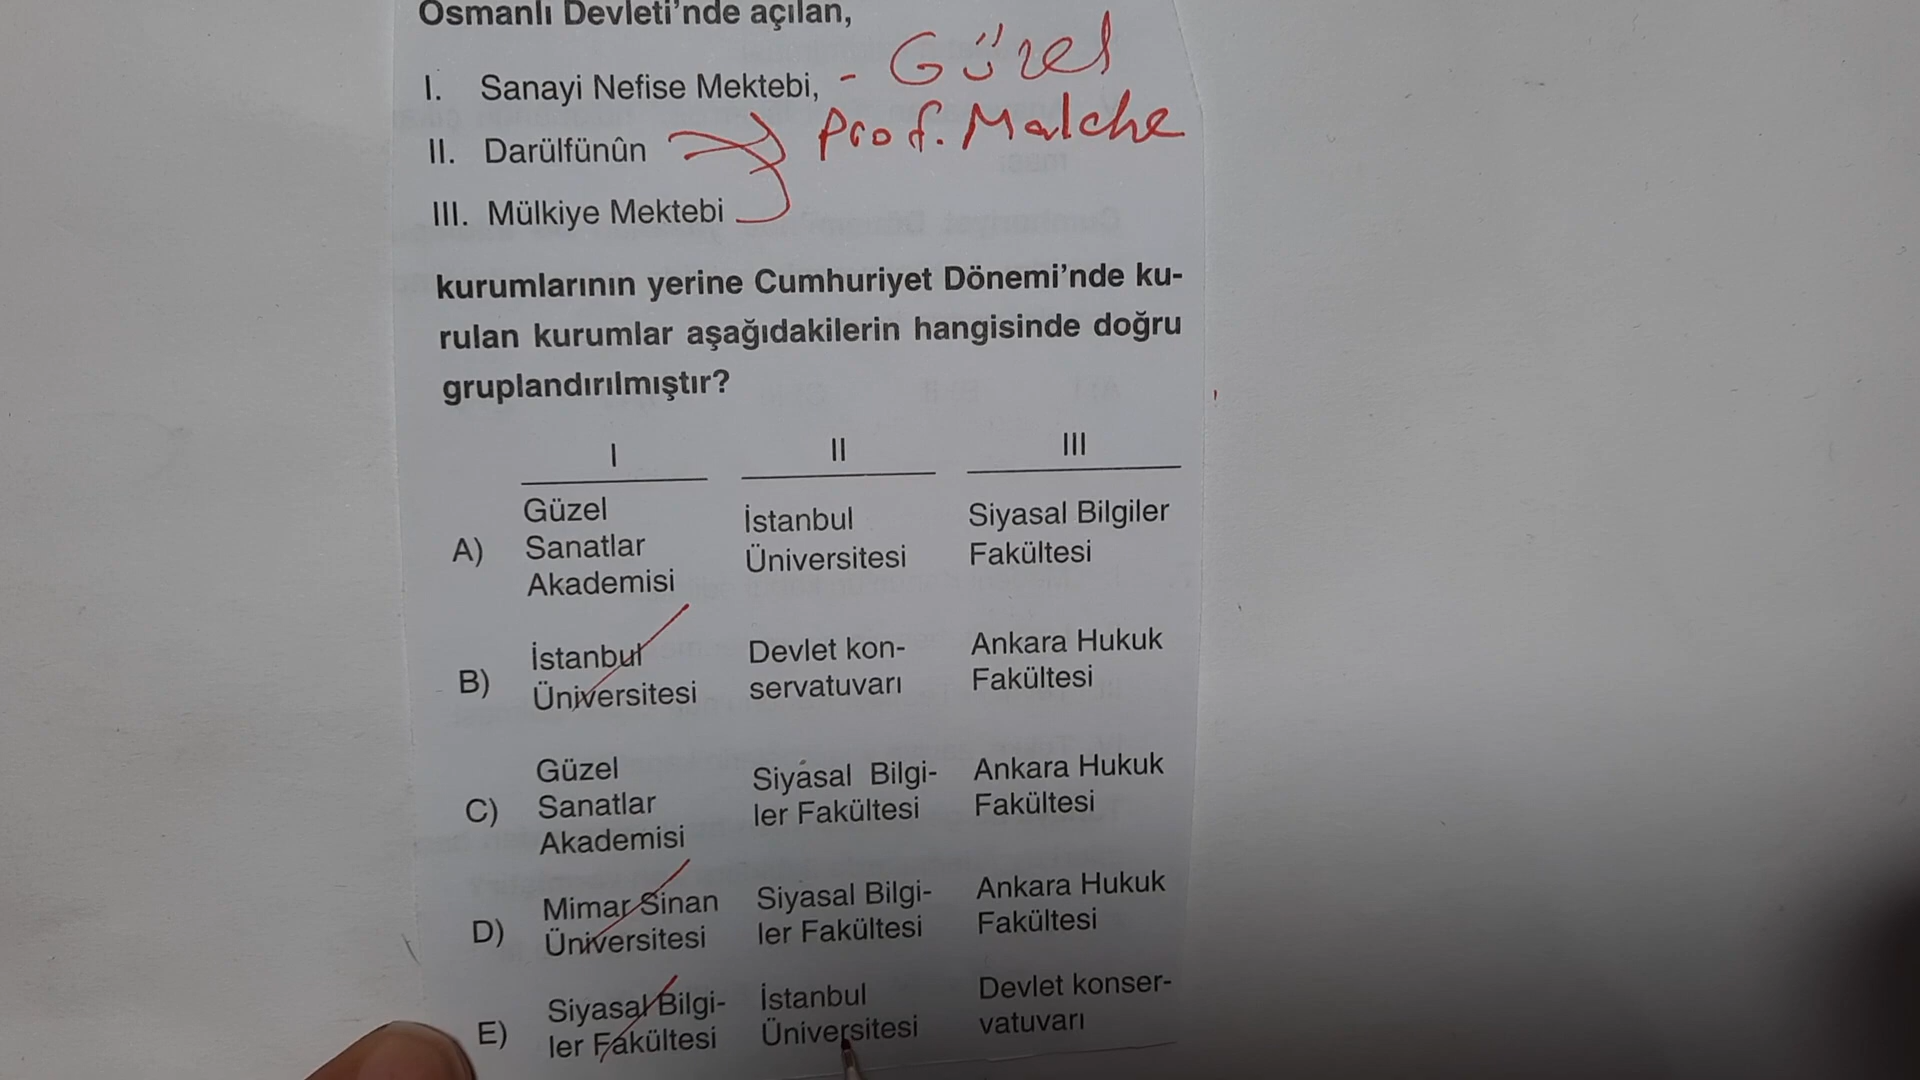 Osmanlı Devleti'nde açılan,
I. Sanayi Nefise Mektebi, - Güzel
II. Darülfünûn Prof. Malche
III. Mülkiye Mektebi
kurumlarının yerine Cumhuriyet Dönemi'nde ku-
rulan kurumlar aşağıdakilerin hangisinde doğru
gruplandırılmıştır?
I II III
A) Güzel Sanatlar Akademisi İstanbul Üniversitesi Siyasal Bilgiler Fakültesi
B) İstanbul Üniversitesi Devlet kon-servatuvarı Ankara Hukuk Fakültesi
C) Güzel Sanatlar Akademisi Siyasal Bilgi-ler Fakültesi Ankara Hukuk Fakültesi
D) Mimar Sinan Üniversitesi Siyasal Bilgi-ler Fakültesi Ankara Hukuk Fakültesi
E) Siyasal Bilgi-ler Fakültesi İstanbul Üniversitesi Devlet konser-vatuvarı